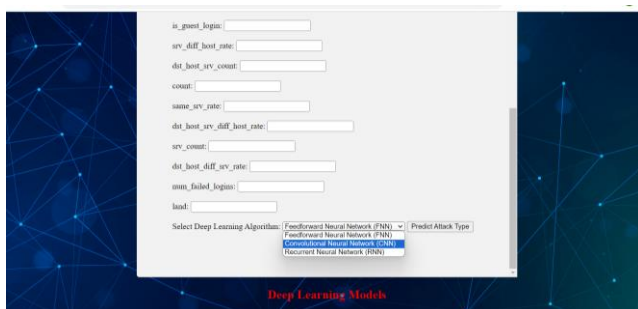 is_guest_login:
srv_diff_host_rate:
dst_host_srv_count:
count:
same_srv_rate:
dst_host_srv_diff_host_rate:
srv_count:
dst_host_diff_srv_rate:
num_failed_logins:
land:
Select Deep Learning Algorithm: Feedforward Neural Network (FNN) Predict Attack Type
Feedforward Neural Network (FNN)
Convolutional Neural Network (CNN)
Recurrent Neural Network (RNN)
Deep Learning Models